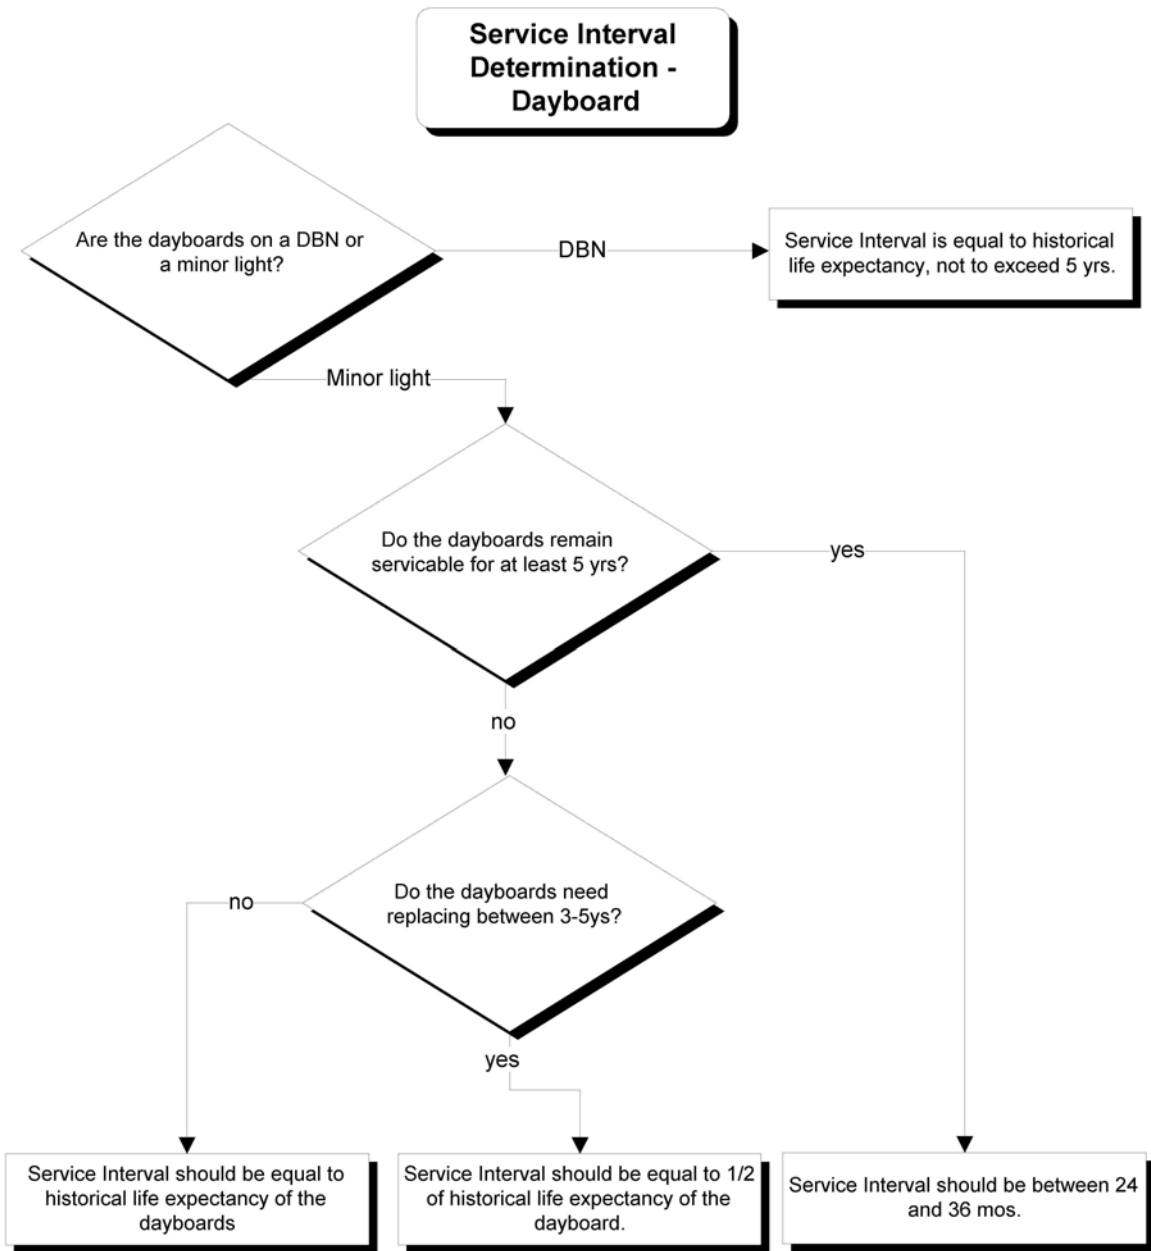 Service Interval
Determination -
Dayboard
Are the dayboards on a DBN or
a minor light?
DBN
Service Interval is equal to historical
life expectancy, not to exceed 5 yrs.
Minor light
Do the dayboards remain
servicable for at least 5 yrs?
yes
no
Do the dayboards need
replacing between 3-5ys?
no
yes
Service Interval should be equal to
historical life expectancy of the
dayboards
Service Interval should be equal to 1/2
of historical life expectancy of the
dayboard.
Service Interval should be between 24
and 36 mos.